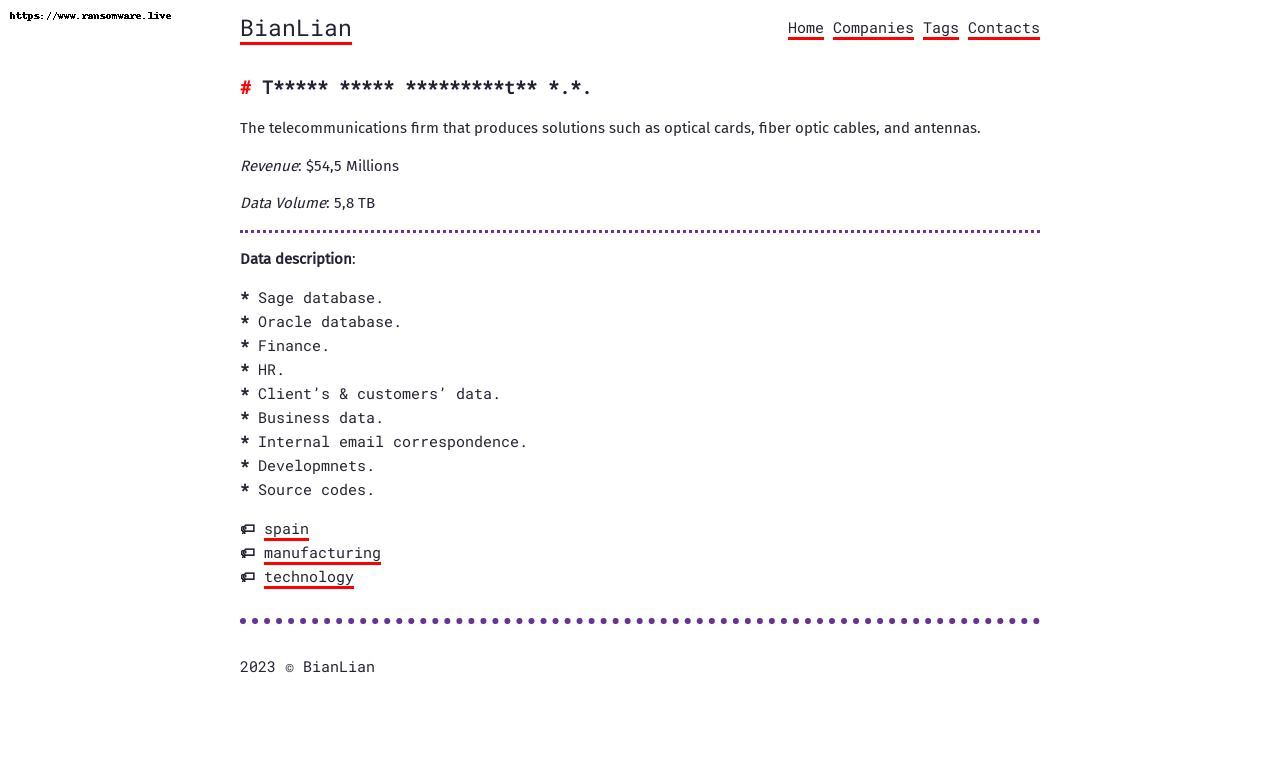 https://www.ransomware.live
BianLian
Home Companies Tags Contacts
# T***** ***** *********t** *.*.
The telecommunications firm that produces solutions such as optical cards, fiber optic cables, and antennas.
Revenue: $54,5 Millions
Data Volume: 5,8 TB
Data description:
* Sage database.
* Oracle database.
* Finance.
* HR.
* Client’s & customers’ data.
* Business data.
* Internal email correspondence.
* Developmnets.
* Source codes.
spain
manufacturing
technology
2023 © BianLian